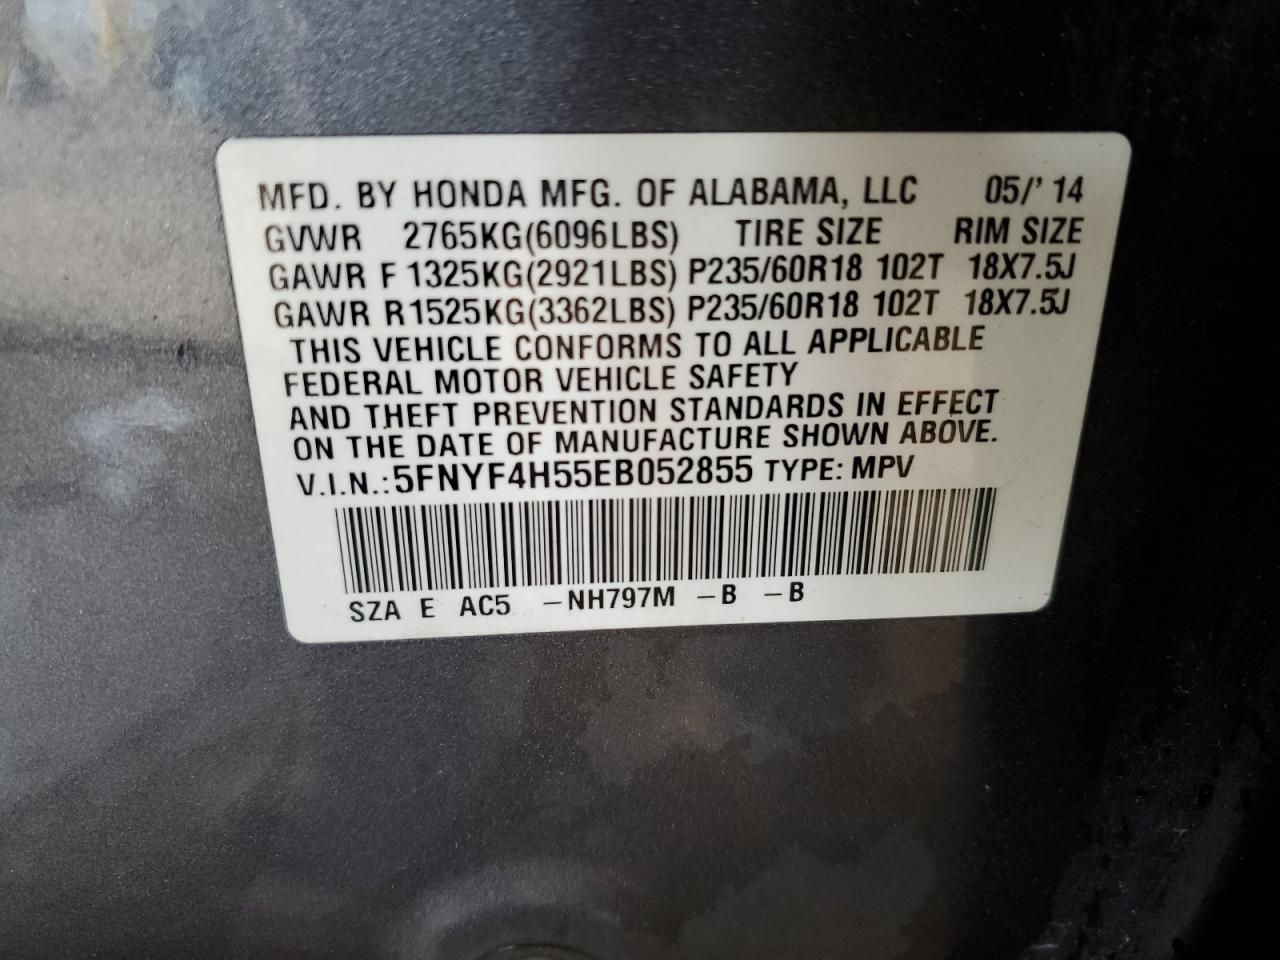 MFD. BY HONDA MFG. OF ALABAMA, LLC 05/' 14
GVWR 2765KG(6096LBS) TIRE SIZE RIM SIZE
GAWR F 1325KG(2921LBS) P235/60R18 102T 18X7.5J
GAWR R1525KG(3362LBS) P235/60R18 102T 18X7.5J
THIS VEHICLE CONFORMS TO ALL APPLICABLE
FEDERAL MOTOR VEHICLE SAFETY
AND THEFT PREVENTION STANDARDS IN EFFECT
ON THE DATE OF MANUFACTURE SHOWN ABOVE.
V.I.N.: 5FNYF4H55EB052855 TYPE: MPV
SZA E AC5 –NH797M –B –B